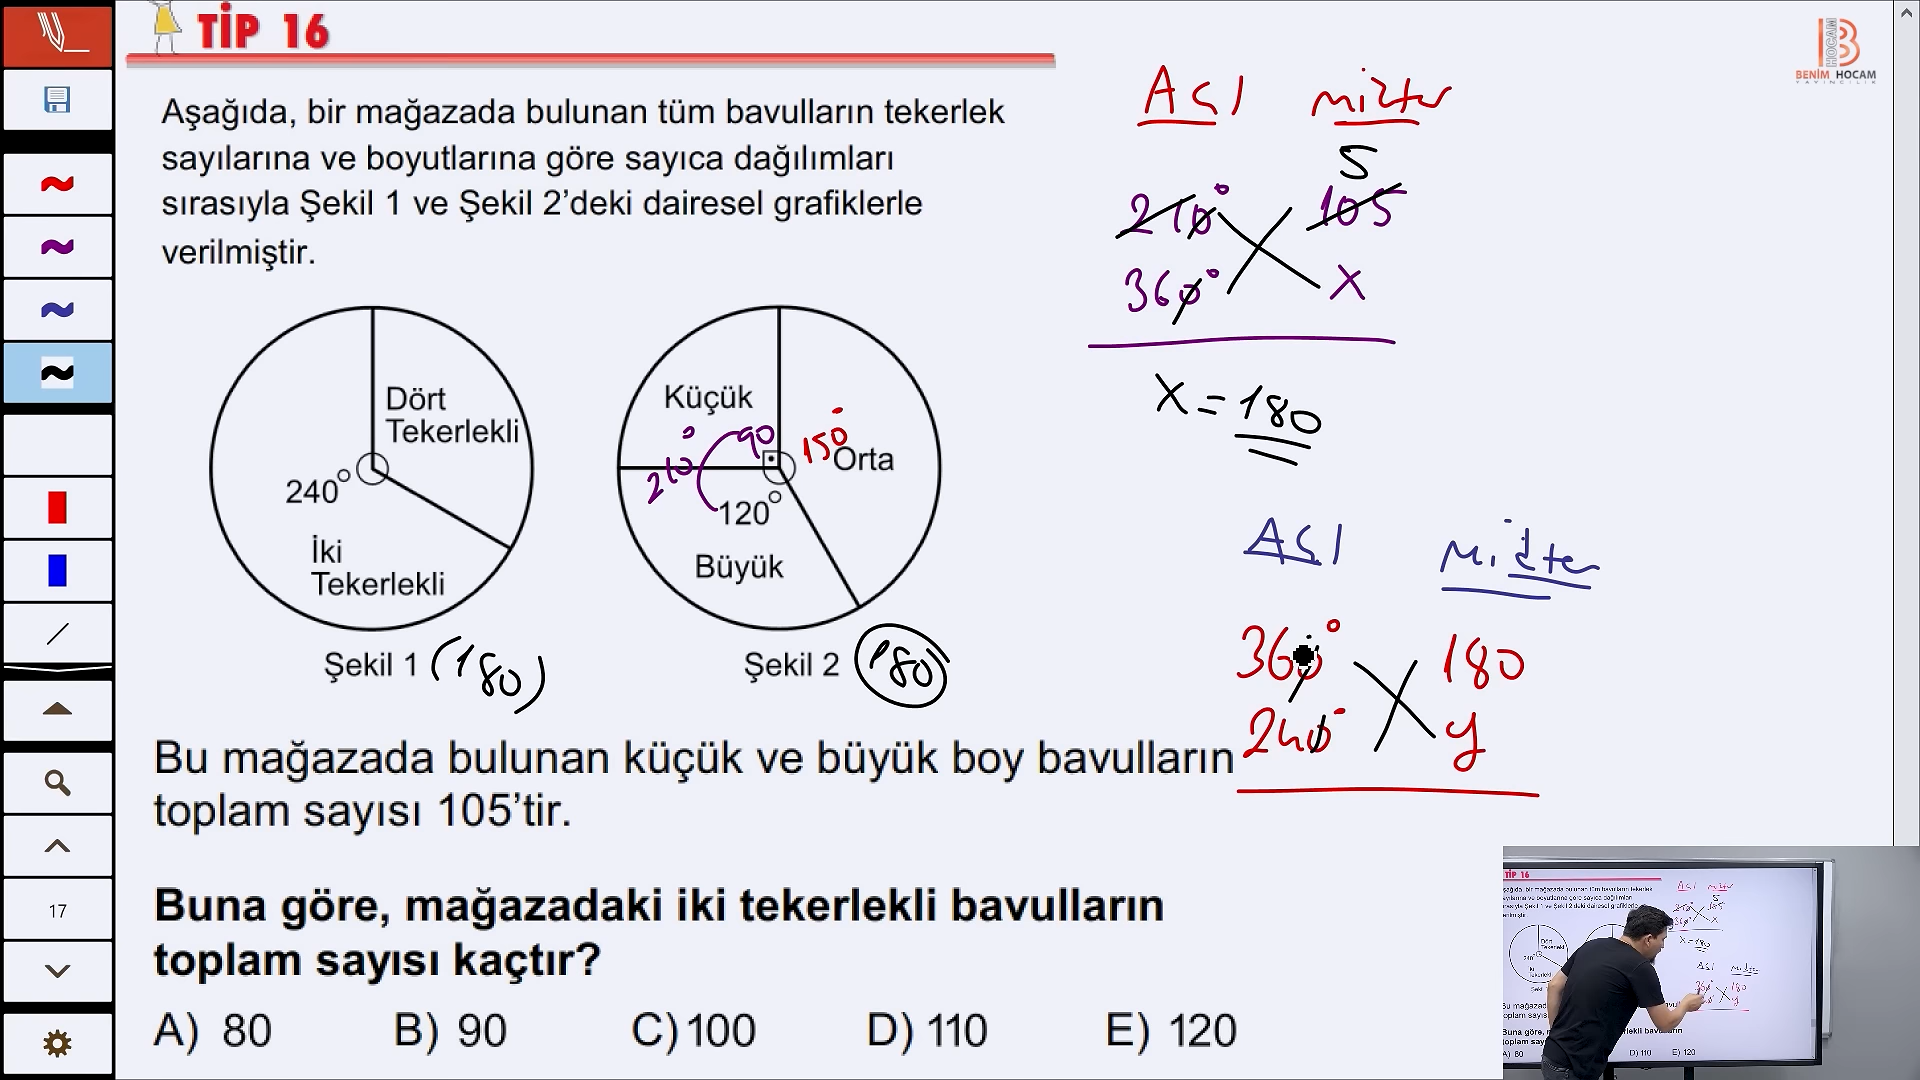 TİP 16
BENİM HOCAM
YAYINCILIK
Aşağıda, bir mağazada bulunan tüm bavulların tekerlek
sayılarına ve boyutlarına göre sayıca dağılımları
sırasıyla Şekil 1 ve Şekil 2’deki dairesel grafiklerle
verilmiştir.
Dört
Tekerlekli
240°
İki
Tekerlekli
Şekil 1 (180)
Küçük
90
210°
150°
Orta
120°
Büyük
Şekil 2 180
Bu mağazada bulunan küçük ve büyük boy bavulların
toplam sayısı 105’tir.
Buna göre, mağazadaki iki tekerlekli bavulların
toplam sayısı kaçtır?
A) 80 B) 90 C) 100 D) 110 E) 120
Açı miktar
5
210° 105
360° x
x = 180
Açı Miktar
360° 180
240° y
17
TİP 16